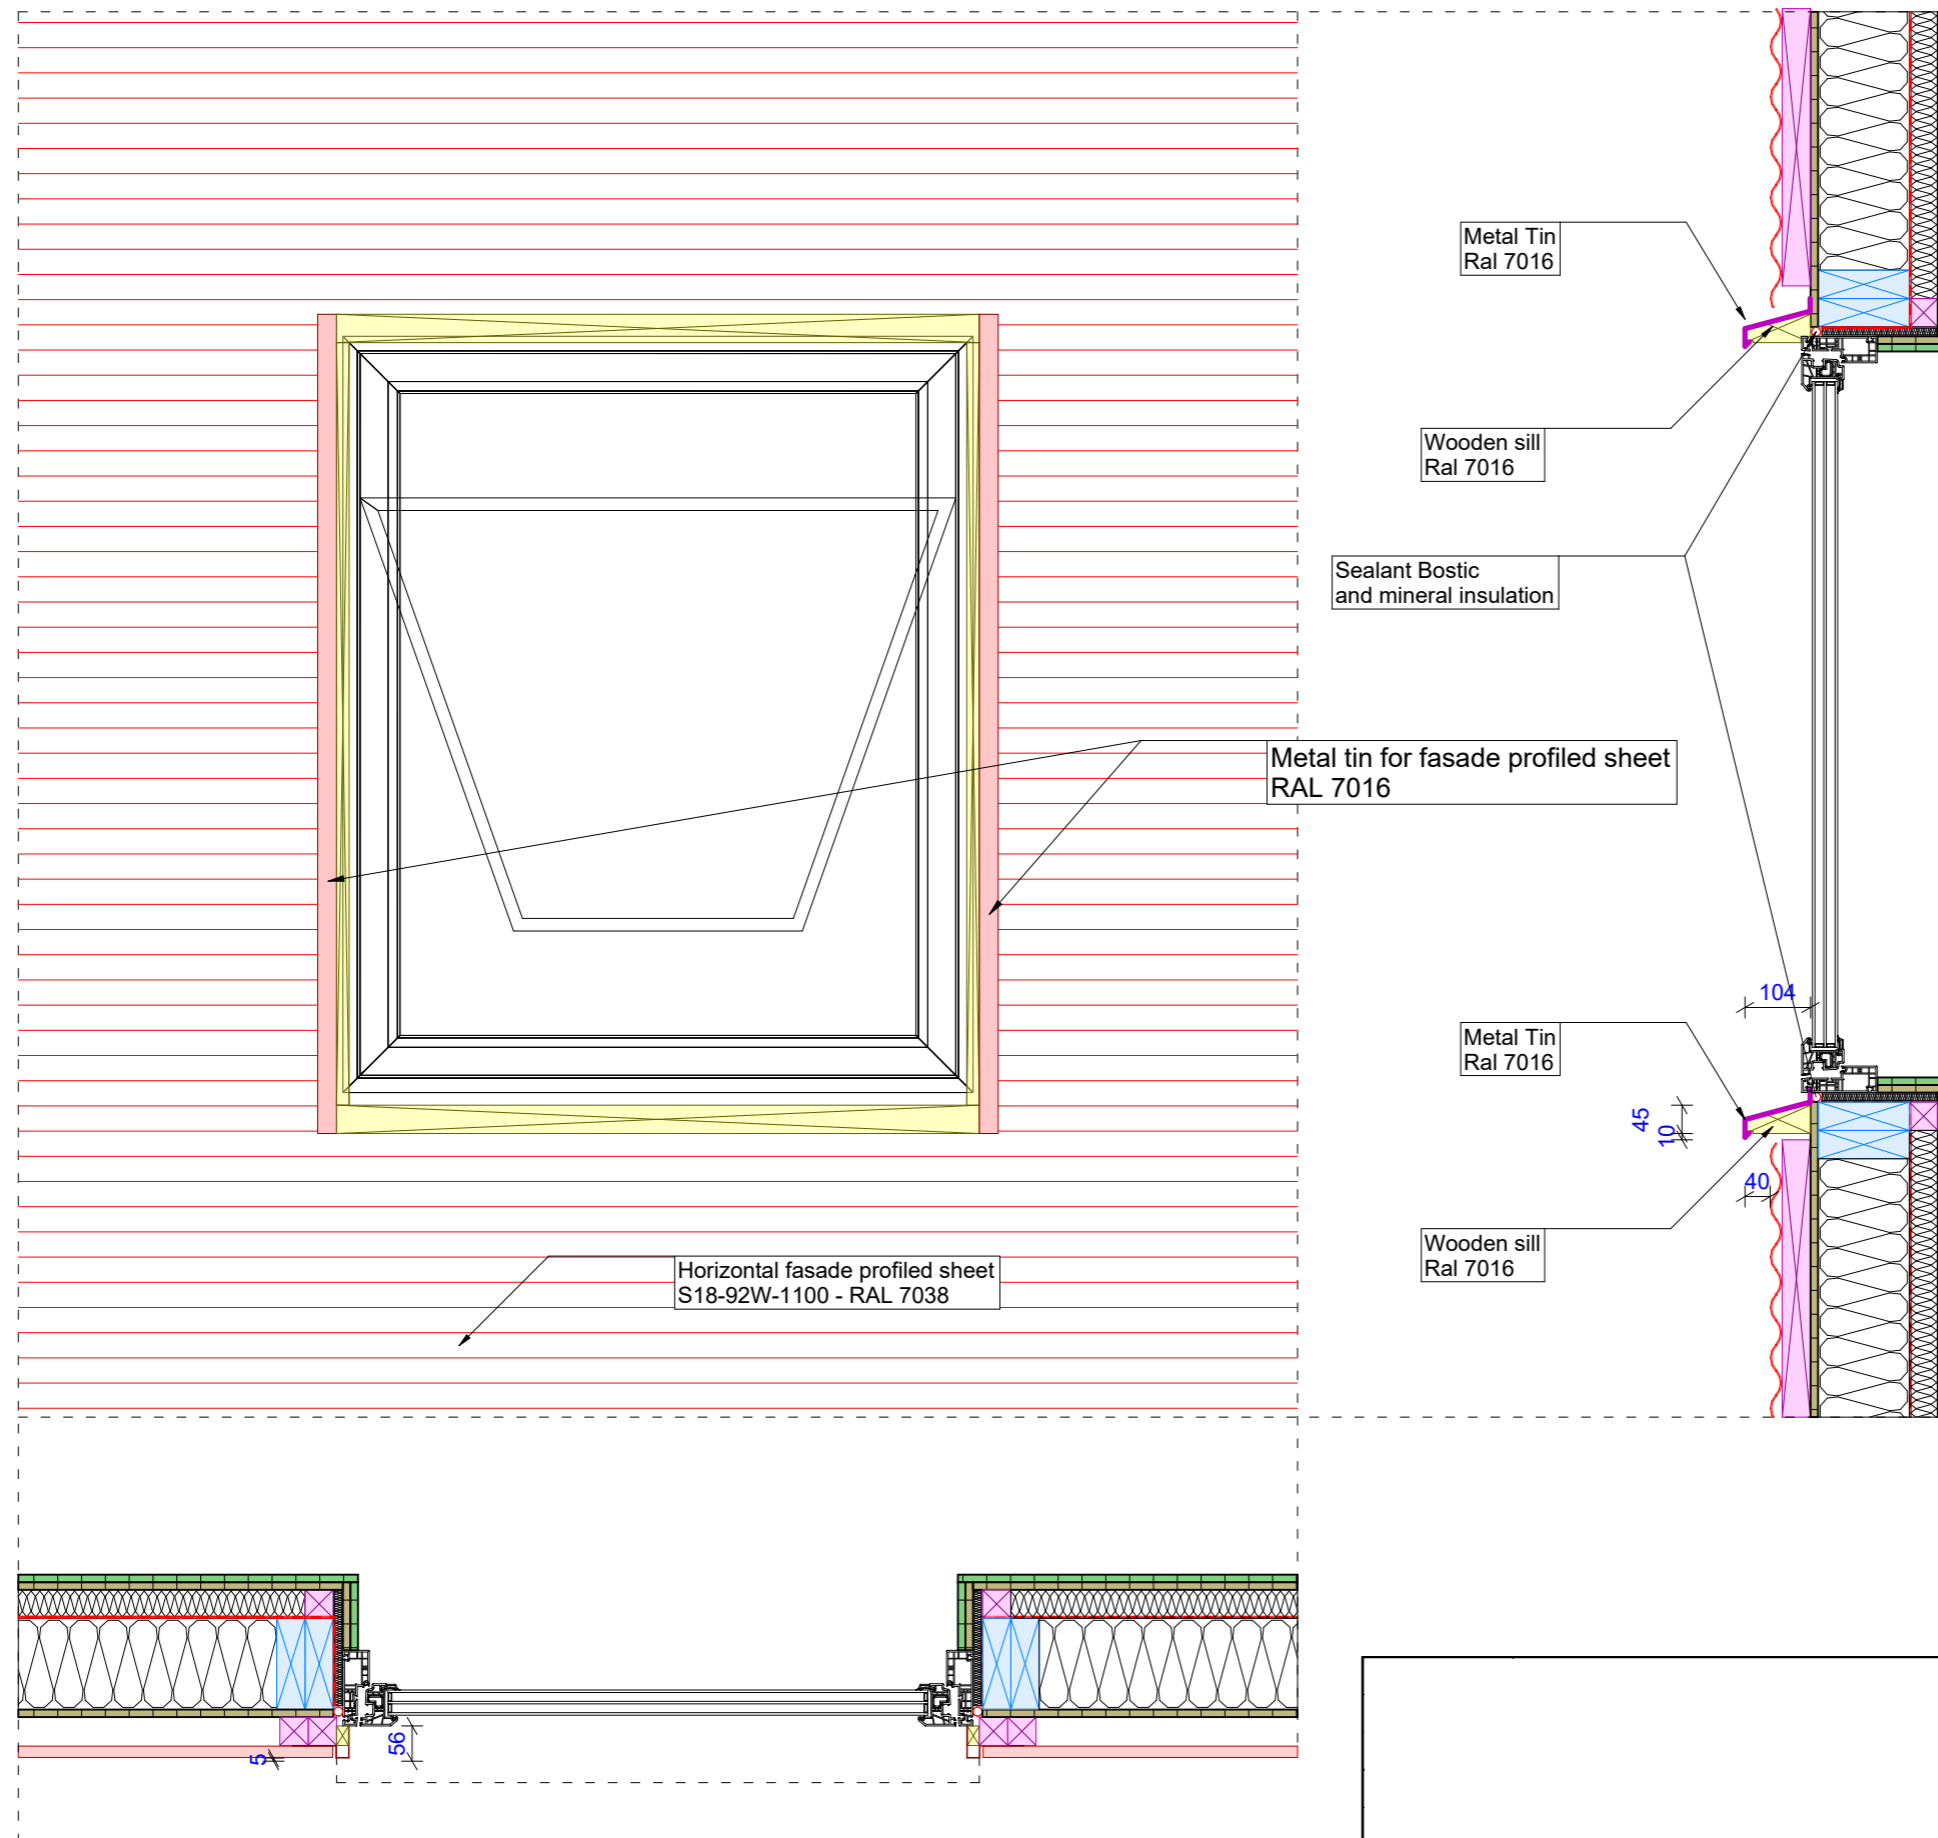 Metal Tin
Ral 7016
Wooden sill
Ral 7016
Sealant Bostic
and mineral insulation
Metal tin for fasade profiled sheet
RAL 7016
104
Metal Tin
Ral 7016
45
10
40
Wooden sill
Ral 7016
Horizontal fasade profiled sheet
S18-92W-1100 - RAL 7038
5
56